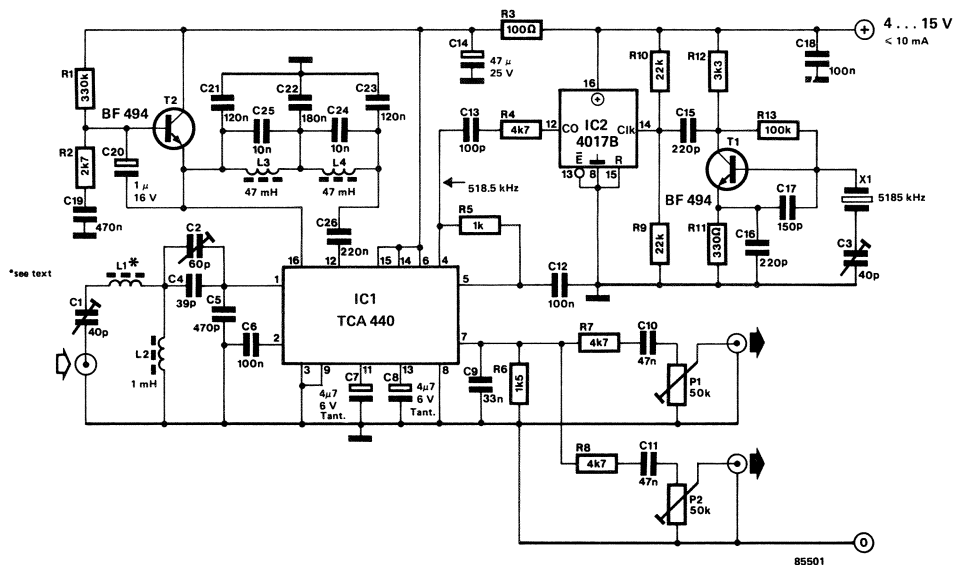 4 . . . 15 V
< 10 mA
R3
100Ω
C14
47 µ
25 V
C18
100n
R1
330k
T2
BF 494
C21
120n
C22
180n
C23
120n
C25
10n
C24
10n
L3
47 mH
L4
47 mH
R2
2k7
C20
1 µ
16 V
C19
470n
C13
100p
R4
4k7
518.5 kHz
16
12
CO
IC2
4017B
Clk
14
E
R
13
8
15
R10
22k
R12
3k3
C15
220p
R13
100k
T1
BF 494
C17
150p
X1
5185 kHz
R9
22k
R11
330Ω
C16
220p
C3
40p
R5
1k
C26
220n
C12
100n
C2
60p
*see text
L1*
C4
39p
C1
40p
C5
470p
C6
100n
L2
1 mH
16
12
15
14
6
4
1
2
5
7
IC1
TCA 440
3
9
11
13
8
4µ7
6 V
Tant.
C7
C8
4µ7
6 V
Tant.
C9
33n
R6
1k5
R7
4k7
C10
47n
P1
50k
R8
4k7
C11
47n
P2
50k
0
85501